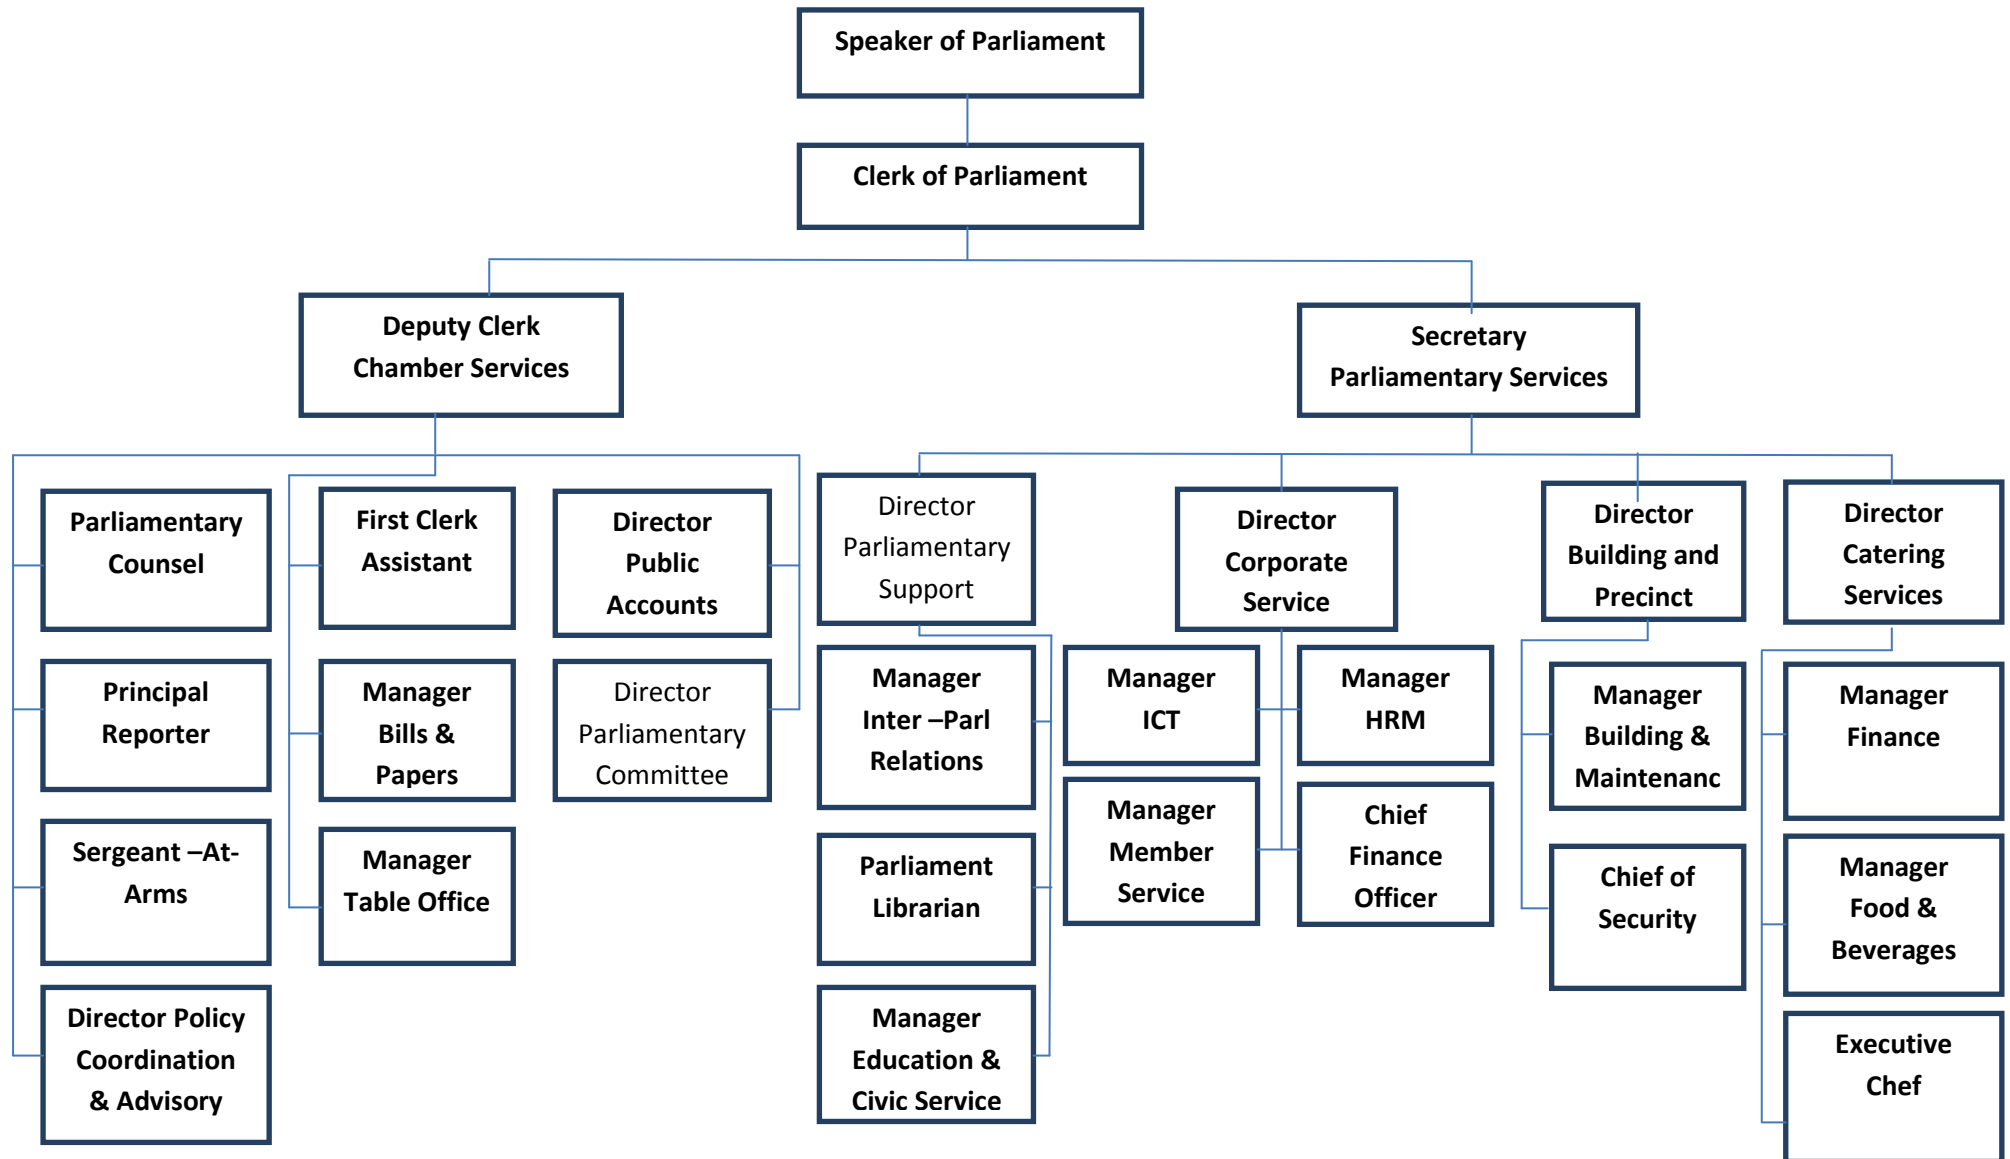 Speaker of Parliament
Clerk of Parliament
Deputy Clerk
Chamber Services
Secretary
Parliamentary Services
Parliamentary
Counsel
First Clerk
Assistant
Director
Public
Accounts
Director
Parliamentary
Support
Director
Corporate
Service
Director
Building and
Precinct
Director
Catering
Services
Principal
Reporter
Manager
Bills &
Papers
Director
Parliamentary
Committee
Manager
Inter –Parl
Relations
Manager
ICT
Manager
HRM
Manager
Building &
Maintenanc
Manager
Finance
Sergeant –At-
Arms
Manager
Table Office
Parliament
Librarian
Manager
Member
Service
Chief
Finance
Officer
Chief of
Security
Manager
Food &
Beverages
Director Policy
Coordination
& Advisory
Manager
Education &
Civic Service
Executive
Chef